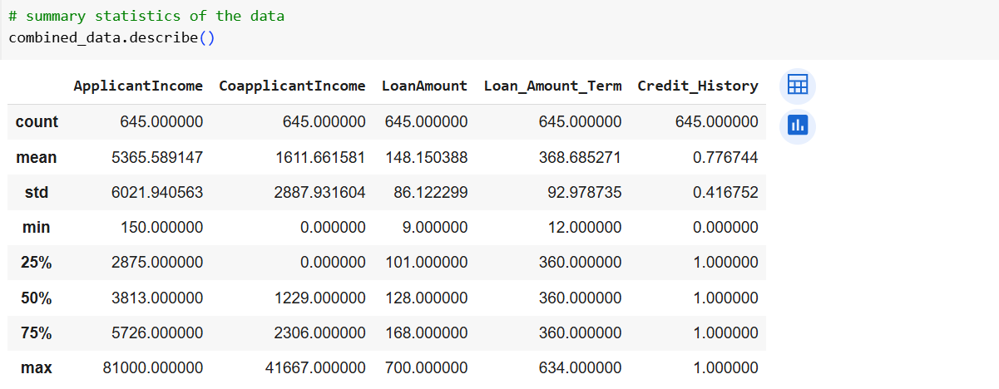 # summary statistics of the data
combined_data.describe()
ApplicantIncome CoapplicantIncome LoanAmount Loan_Amount_Term Credit_History
count 645.000000 645.000000 645.000000 645.000000 645.000000
mean 5365.589147 1611.661581 148.150388 368.685271 0.776744
std 6021.940563 2887.931604 86.122299 92.978735 0.416752
min 150.000000 0.000000 9.000000 12.000000 0.000000
25% 2875.000000 0.000000 101.000000 360.000000 1.000000
50% 3813.000000 1229.000000 128.000000 360.000000 1.000000
75% 5726.000000 2306.000000 168.000000 360.000000 1.000000
max 81000.000000 41667.000000 700.000000 634.000000 1.000000